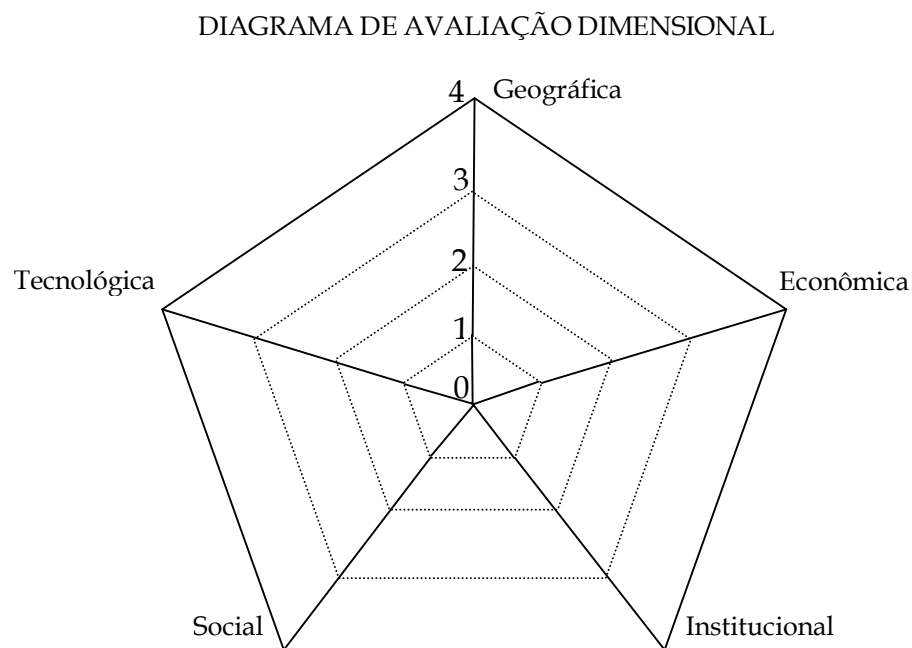 DIAGRAMA DE AVALIAÇÃO DIMENSIONAL
4 Geográfica
3
2
Tecnológica
Econômica
1
0
Social
Institucional